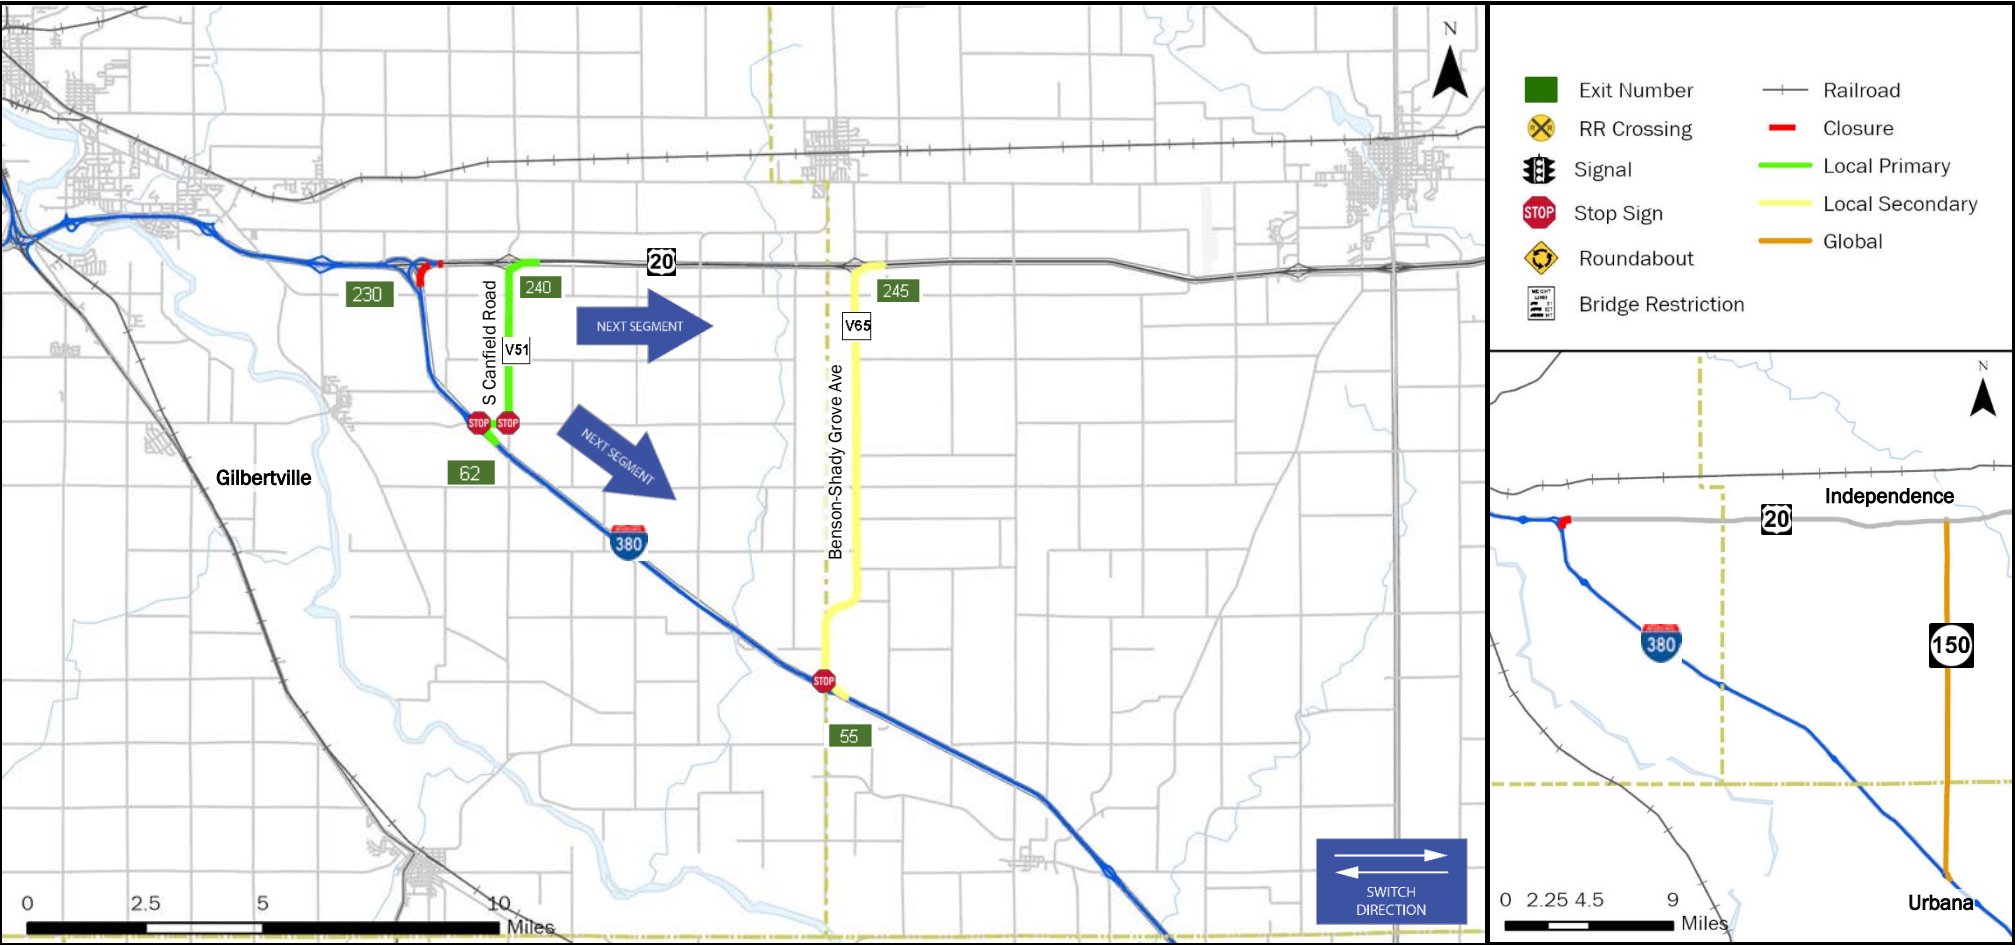 N
20
230
240
245
NEXT SEGMENT
S Canfield Road
V51
V65
Benson-Shady Grove Ave
STOP
STOP
NEXT SEGMENT
62
Gilbertville
380
STOP
55
SWITCH
DIRECTION
0 2.5 5 10
Miles
Exit Number
RR Crossing
Signal
STOP
Stop Sign
Roundabout
WEIGHT
LIMIT
Bridge Restriction
Railroad
Closure
Local Primary
Local Secondary
Global
N
Independence
20
380
150
Urbana
0 2.25 4.5 9
Miles